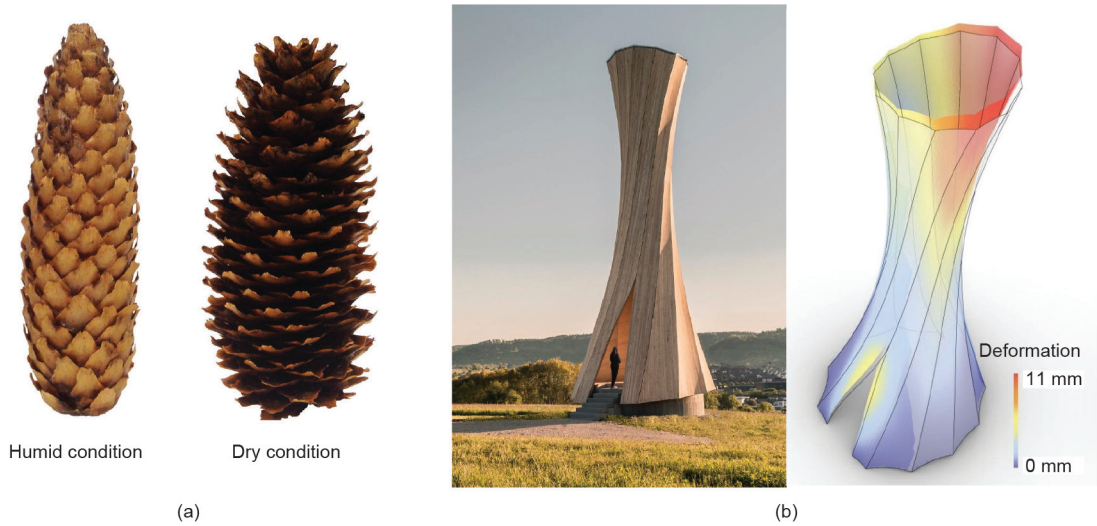 Humid condition
Dry condition
(a)
Deformation
11 mm
0 mm
(b)